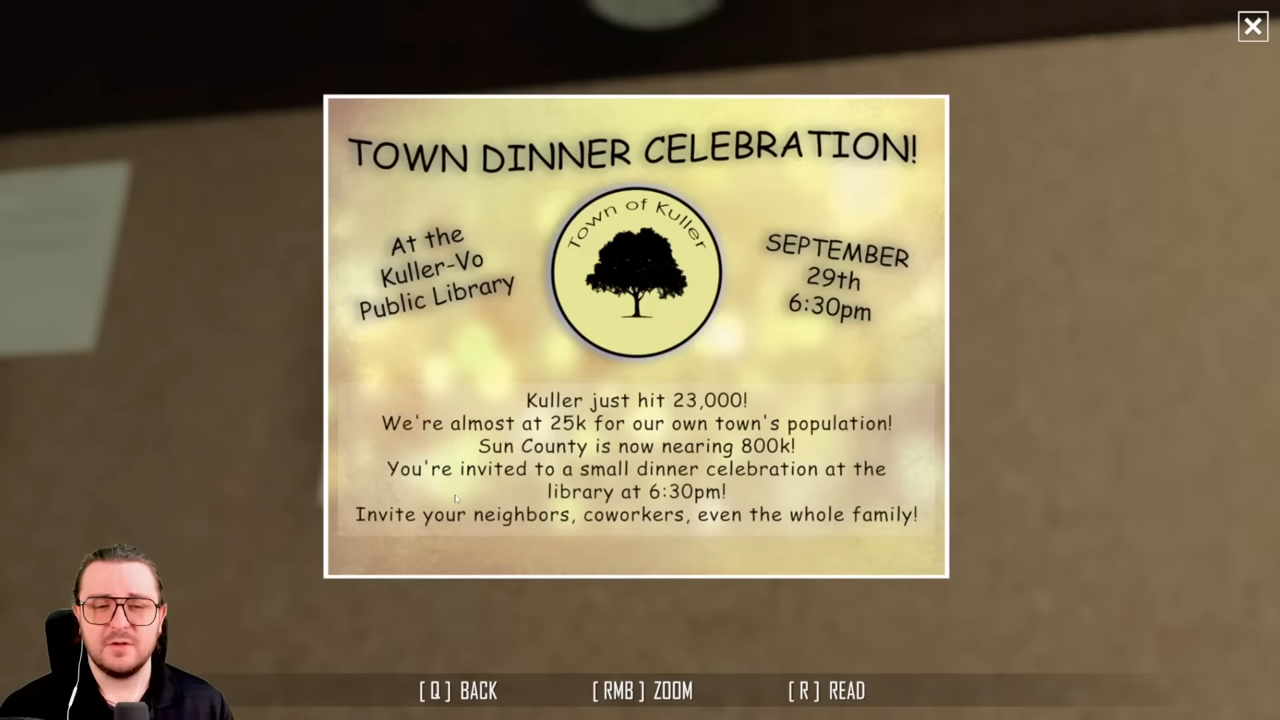 TOWN DINNER CELEBRATION!
At the
Kuller-Vo
Public Library
Town of Kuller
SEPTEMBER
29th
6:30pm
Kuller just hit 23,000!
We're almost at 25k for our own town's population!
Sun County is now nearing 800k!
You're invited to a small dinner celebration at the
library at 6:30pm!
Invite your neighbors, coworkers, even the whole family!
[ Q ] BACK
[ RMB ] ZOOM
[ R ] READ